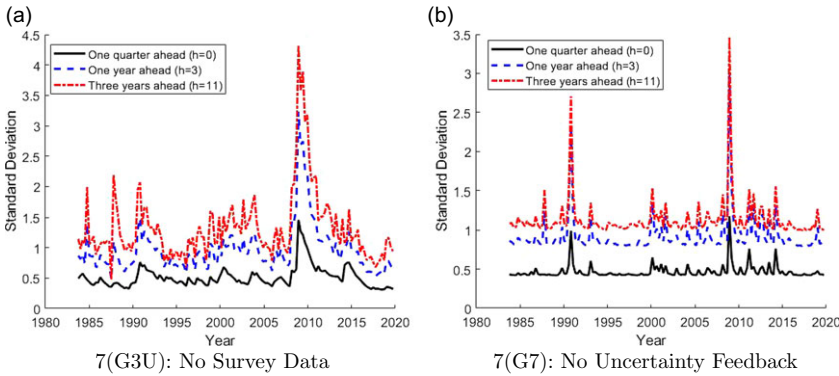 (a)
4.5
4
3.5
3
2.5
2
1.5
1
0.5
0
Standard Deviation
One quarter ahead (h=0)
One year ahead (h=3)
Three years ahead (h=11)
1980 1985 1990 1995 2000 2005 2010 2015 2020
Year
7(G3U): No Survey Data
(b)
3.5
3
2.5
2
1.5
1
0.5
0
Standard Deviation
One quarter ahead (h=0)
One year ahead (h=3)
Three years ahead (h=11)
1980 1985 1990 1995 2000 2005 2010 2015 2020
Year
7(G7): No Uncertainty Feedback